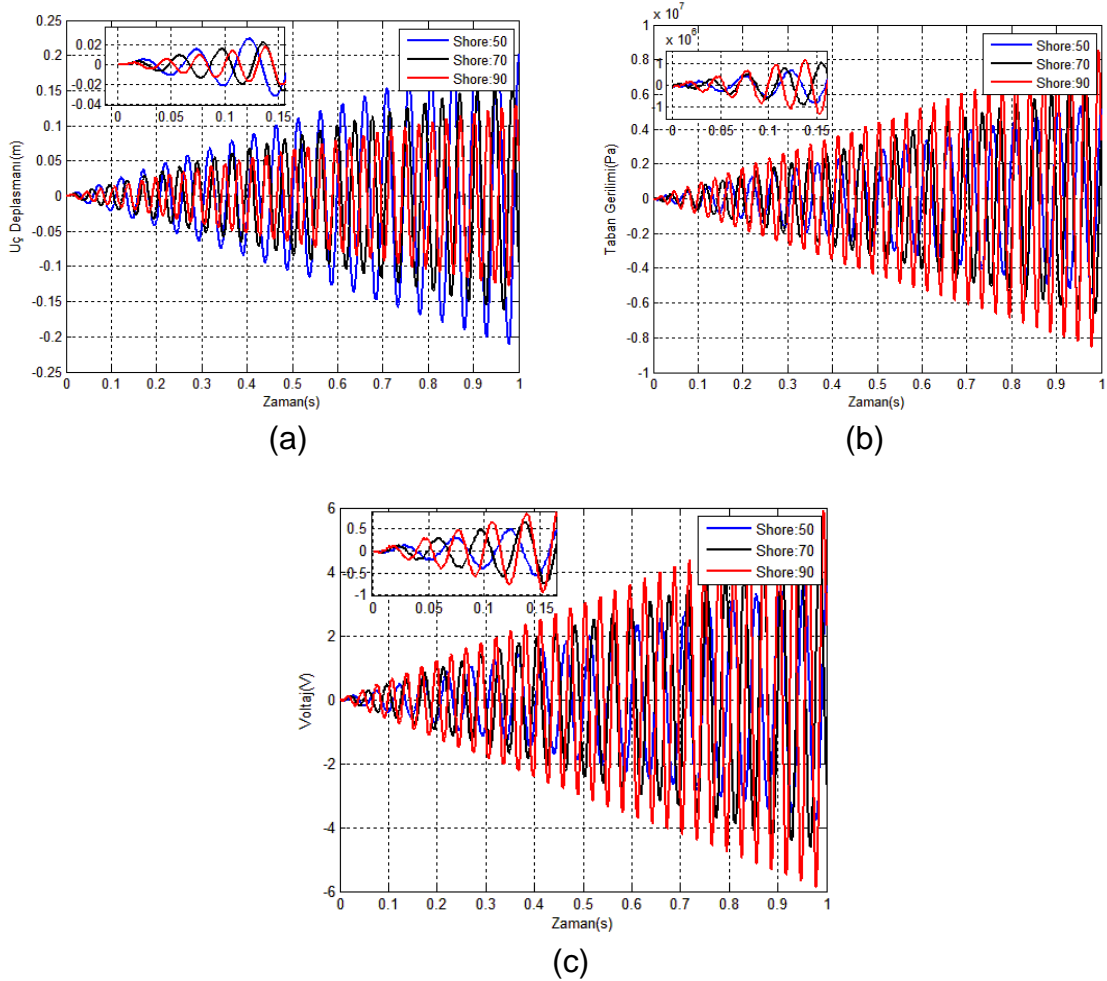 0.25
0.2
0.15
0.1
0.05
0
-0.05
-0.1
-0.15
-0.2
-0.25
Uç Deplasmanı(m)
0.02
0
-0.02
-0.04
0 0.05 0.1 0.15
Shore:50
Shore:70
Shore:90
0 0.1 0.2 0.3 0.4 0.5 0.6 0.7 0.8 0.9 1
Zaman(s)
(a)
x 10^7
1
0.8
0.6
0.4
0.2
0
-0.2
-0.4
-0.6
-0.8
-1
Taban Gerilimi(Pa)
x 10^6
1
0
-1
0 0.05 0.1 0.15
Shore:50
Shore:70
Shore:90
0 0.1 0.2 0.3 0.4 0.5 0.6 0.7 0.8 0.9 1
Zaman(s)
(b)
6
4
2
0
-2
-4
-6
Voltaj(V)
0.5
0
-0.5
-1
0 0.05 0.1 0.15
Shore:50
Shore:70
Shore:90
0 0.1 0.2 0.3 0.4 0.5 0.6 0.7 0.8 0.9 1
Zaman(s)
(c)